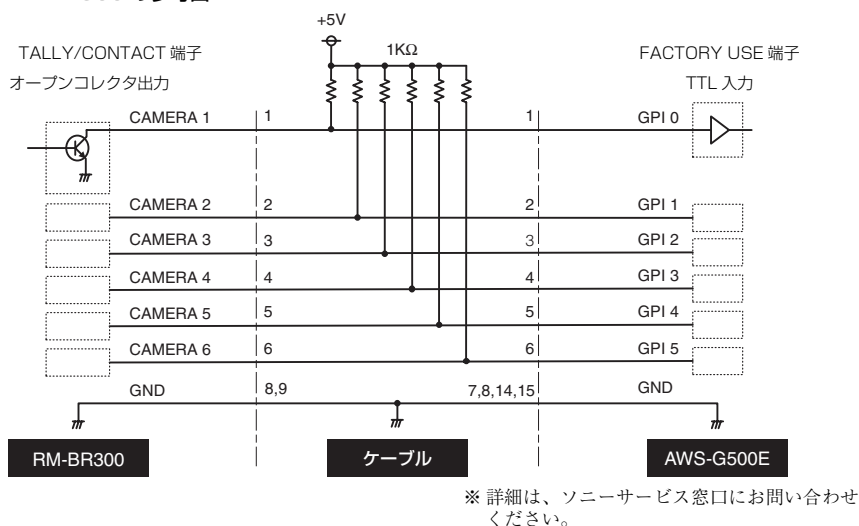 +5V
1KΩ
TALLY/CONTACT 端子
オープンコレクタ出力
FACTORY USE 端子
TTL 入力
CAMERA 1 1 1 GPI 0
CAMERA 2 2 2 GPI 1
CAMERA 3 3 3 GPI 2
CAMERA 4 4 4 GPI 3
CAMERA 5 5 5 GPI 4
CAMERA 6 6 6 GPI 5
GND 8,9 7,8,14,15 GND
RM-BR300 ケーブル AWS-G500E
※ 詳細は、ソニーサービス窓口にお問い合わせ
ください。